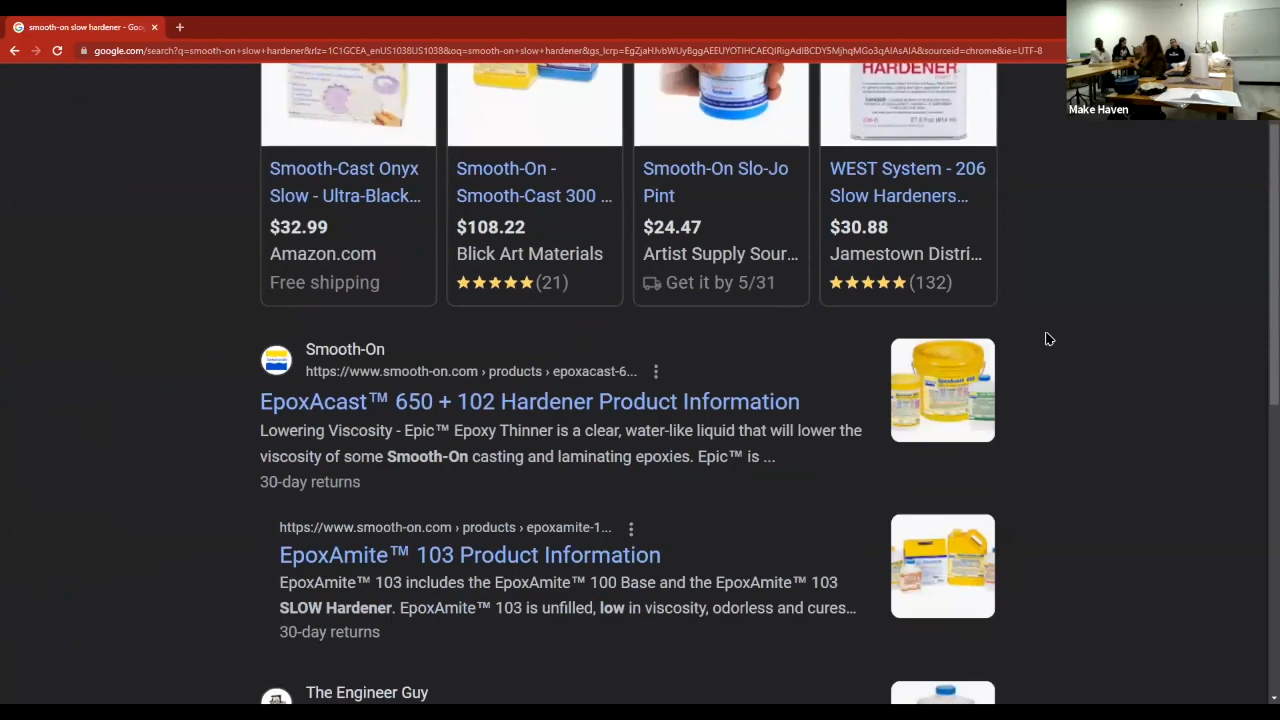 smooth-on slow hardener - Goo
google.com/search?q=smooth-on+slow+hardener&rlz=1C1GCEA_enUS1038US1038&oq=smooth-on+slow+hardener&gs_lcrp=EgZjaHJvbWUyBggAEEUYOTIHCAEQIRigAdIBCDY5MjhqMGo3qAIAsAIA&sourceid=chrome&ie=UTF-8
Make Haven
HARDENER
Smooth-Cast Onyx
Slow - Ultra-Black...
$32.99
Amazon.com
Free shipping
Smooth-On -
Smooth-Cast 300 ...
$108.22
Blick Art Materials
(21)
Smooth-On Slo-Jo
Pint
$24.47
Artist Supply Sour...
Get it by 5/31
WEST System - 206
Slow Hardeners...
$30.88
Jamestown Distri...
(132)
Smooth-On
https://www.smooth-on.com › products › epoxacast-6...
EpoxAcast™ 650 + 102 Hardener Product Information
Lowering Viscosity - Epic™ Epoxy Thinner is a clear, water-like liquid that will lower the
viscosity of some Smooth-On casting and laminating epoxies. Epic™ is ...
30-day returns
https://www.smooth-on.com › products › epoxamite-1...
EpoxAmite™ 103 Product Information
EpoxAmite™ 103 includes the EpoxAmite™ 100 Base and the EpoxAmite™ 103
SLOW Hardener. EpoxAmite™ 103 is unfilled, low in viscosity, odorless and cures...
30-day returns
The Engineer Guy